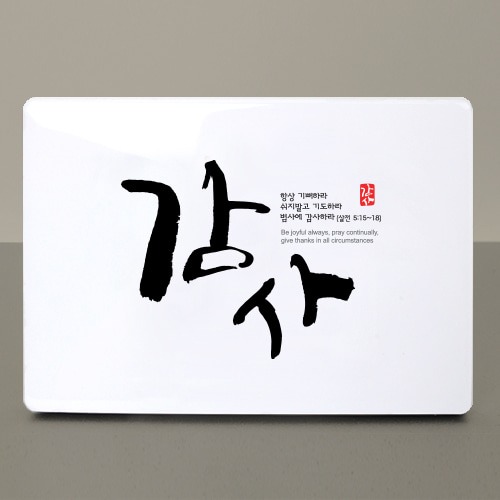 감사
항상 기뻐하라
쉬지말고 기도하라
범사에 감사하라 (살전 5:15~18)
감사
Be joyful always, pray continually,
give thanks in all circumstances